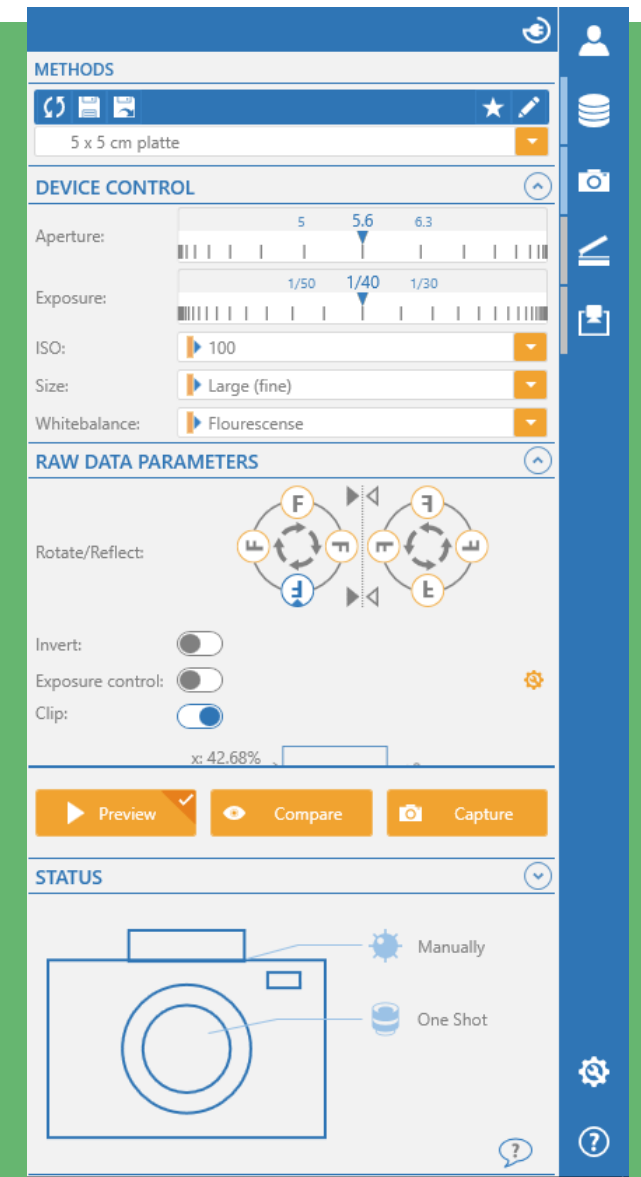 METHODS
5 x 5 cm platte
DEVICE CONTROL
5 5.6 6.3
Aperture:
1/50 1/40 1/30
Exposure:
ISO: 100
Size: Large (fine)
Whitebalance: Flourescense
RAW DATA PARAMETERS
F F
F F F F
Rotate/Reflect:
F F
Invert:
Exposure control:
Clip:
x: 42.68%
Preview Compare Capture
STATUS
Manually
One Shot
?
?